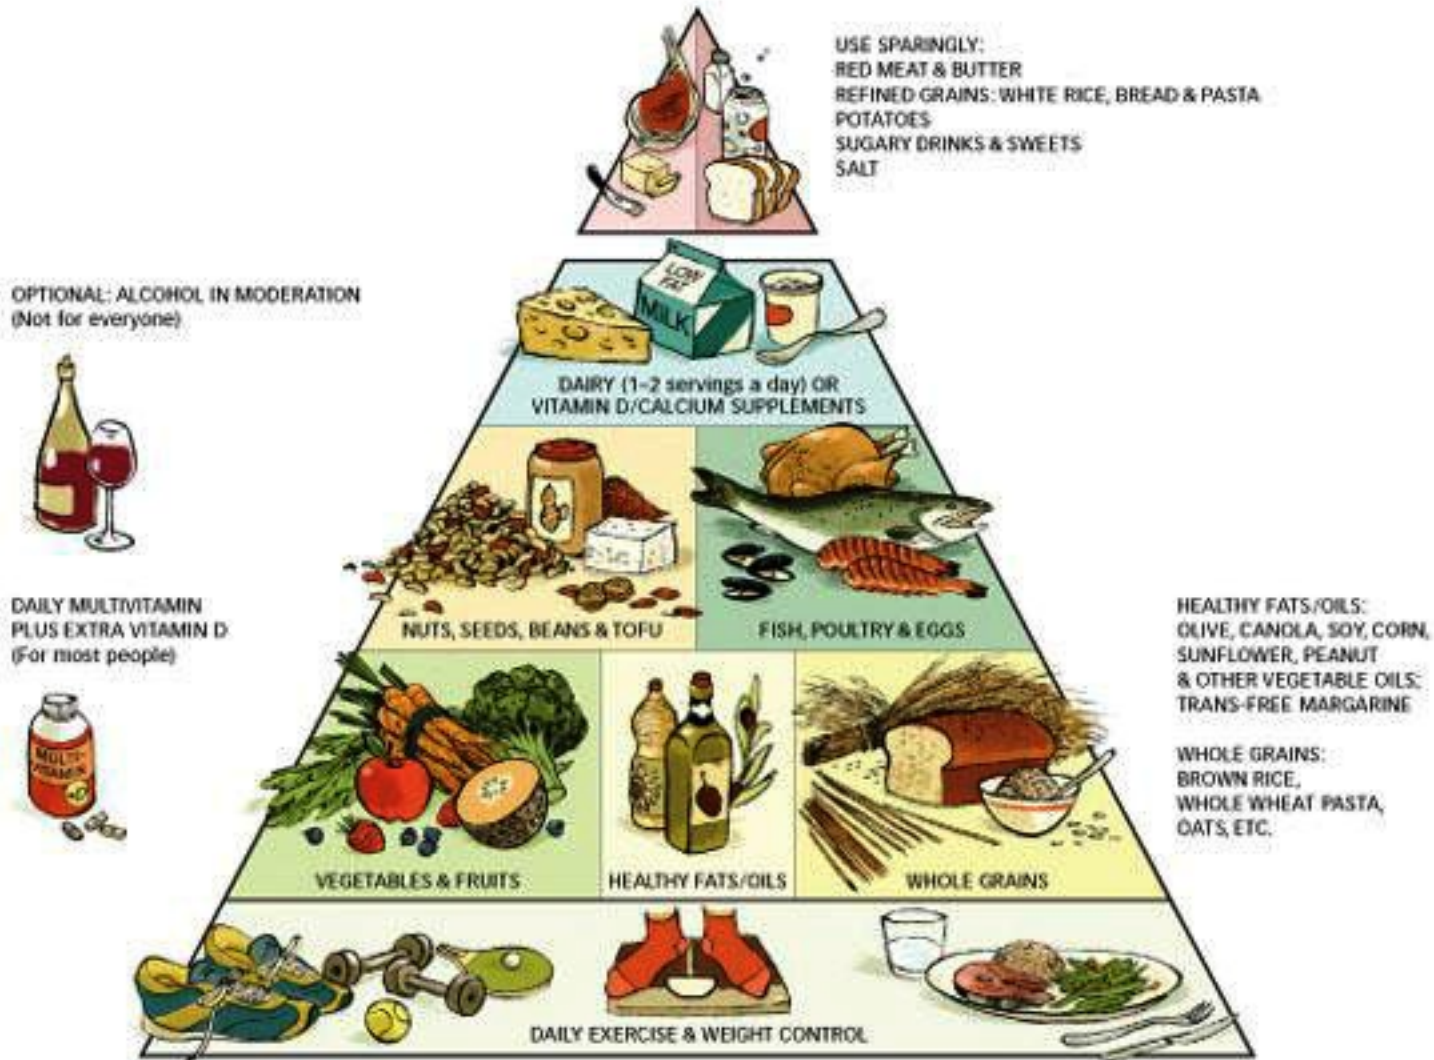 USE SPARINGLY:
RED MEAT & BUTTER
REFINED GRAINS: WHITE RICE, BREAD & PASTA
POTATOES
SUGARY DRINKS & SWEETS
SALT
OPTIONAL: ALCOHOL IN MODERATION
(Not for everyone)
LOW
FAT
MILK
DAIRY (1–2 servings a day) OR
VITAMIN D/CALCIUM SUPPLEMENTS
NUTS, SEEDS, BEANS & TOFU
FISH, POULTRY & EGGS
DAILY MULTIVITAMIN
PLUS EXTRA VITAMIN D
(For most people)
MULTI-
VITAMIN
HEALTHY FATS/OILS:
OLIVE, CANOLA, SOY, CORN,
SUNFLOWER, PEANUT
& OTHER VEGETABLE OILS;
TRANS-FREE MARGARINE
WHOLE GRAINS:
BROWN RICE,
WHOLE WHEAT PASTA,
OATS, ETC.
VEGETABLES & FRUITS
HEALTHY FATS/OILS
WHOLE GRAINS
DAILY EXERCISE & WEIGHT CONTROL